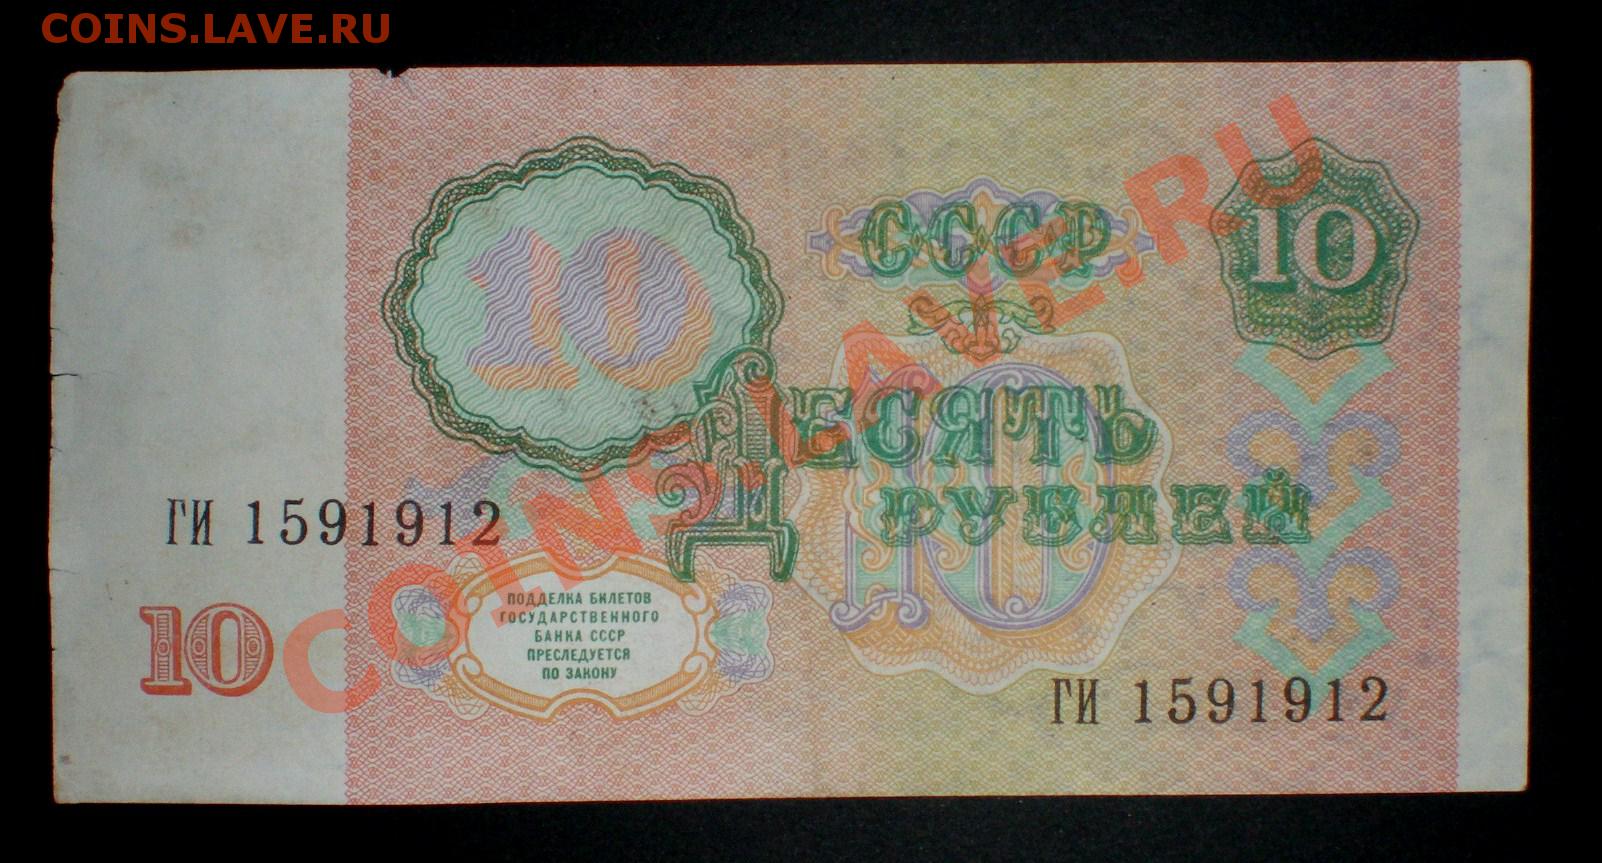 COINS.LAVE.RU
10
СССР
10
ДЕСЯТЬ
РУБЛЕЙ
10
ГИ 1591912
10
ПОДДЕЛКА БИЛЕТОВ
ГОСУДАРСТВЕННОГО
БАНКА СССР
ПРЕСЛЕДУЕТСЯ
ПО ЗАКОНУ
ГИ 1591912
COINS.LAVE.RU